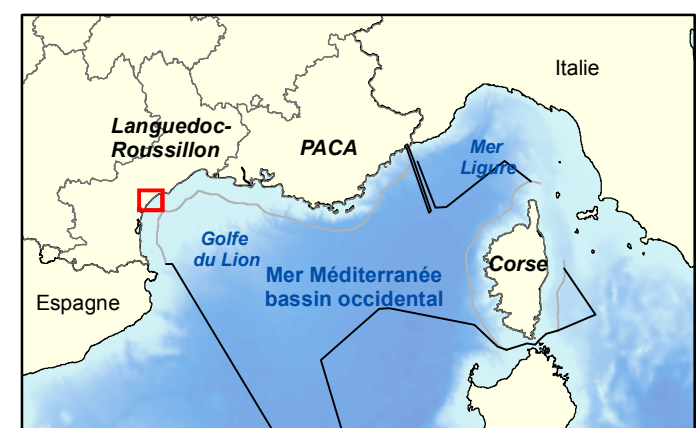 Italie
Languedoc-
Roussillon
PACA
Mer
Ligure
Golfe
du Lion
Mer Méditerranée
bassin occidental
Corse
Espagne